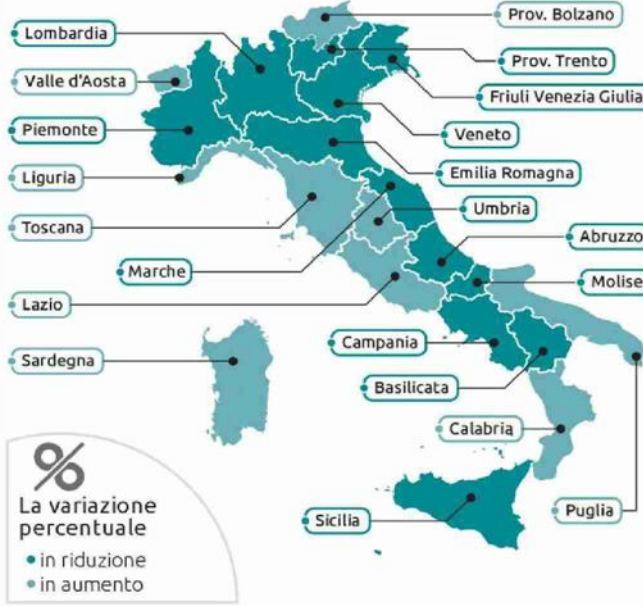 Prov. Bolzano
Lombardia
Prov. Trento
Valle d'Aosta
Friuli Venezia Giulia
Piemonte
Veneto
Emilia Romagna
Liguria
Umbria
Toscana
Abruzzo
Marche
Molise
Lazio
Campania
Sardegna
Basilicata
Calabria
%
La variazione
percentuale
Puglia
Sicilia
• in riduzione
• in aumento